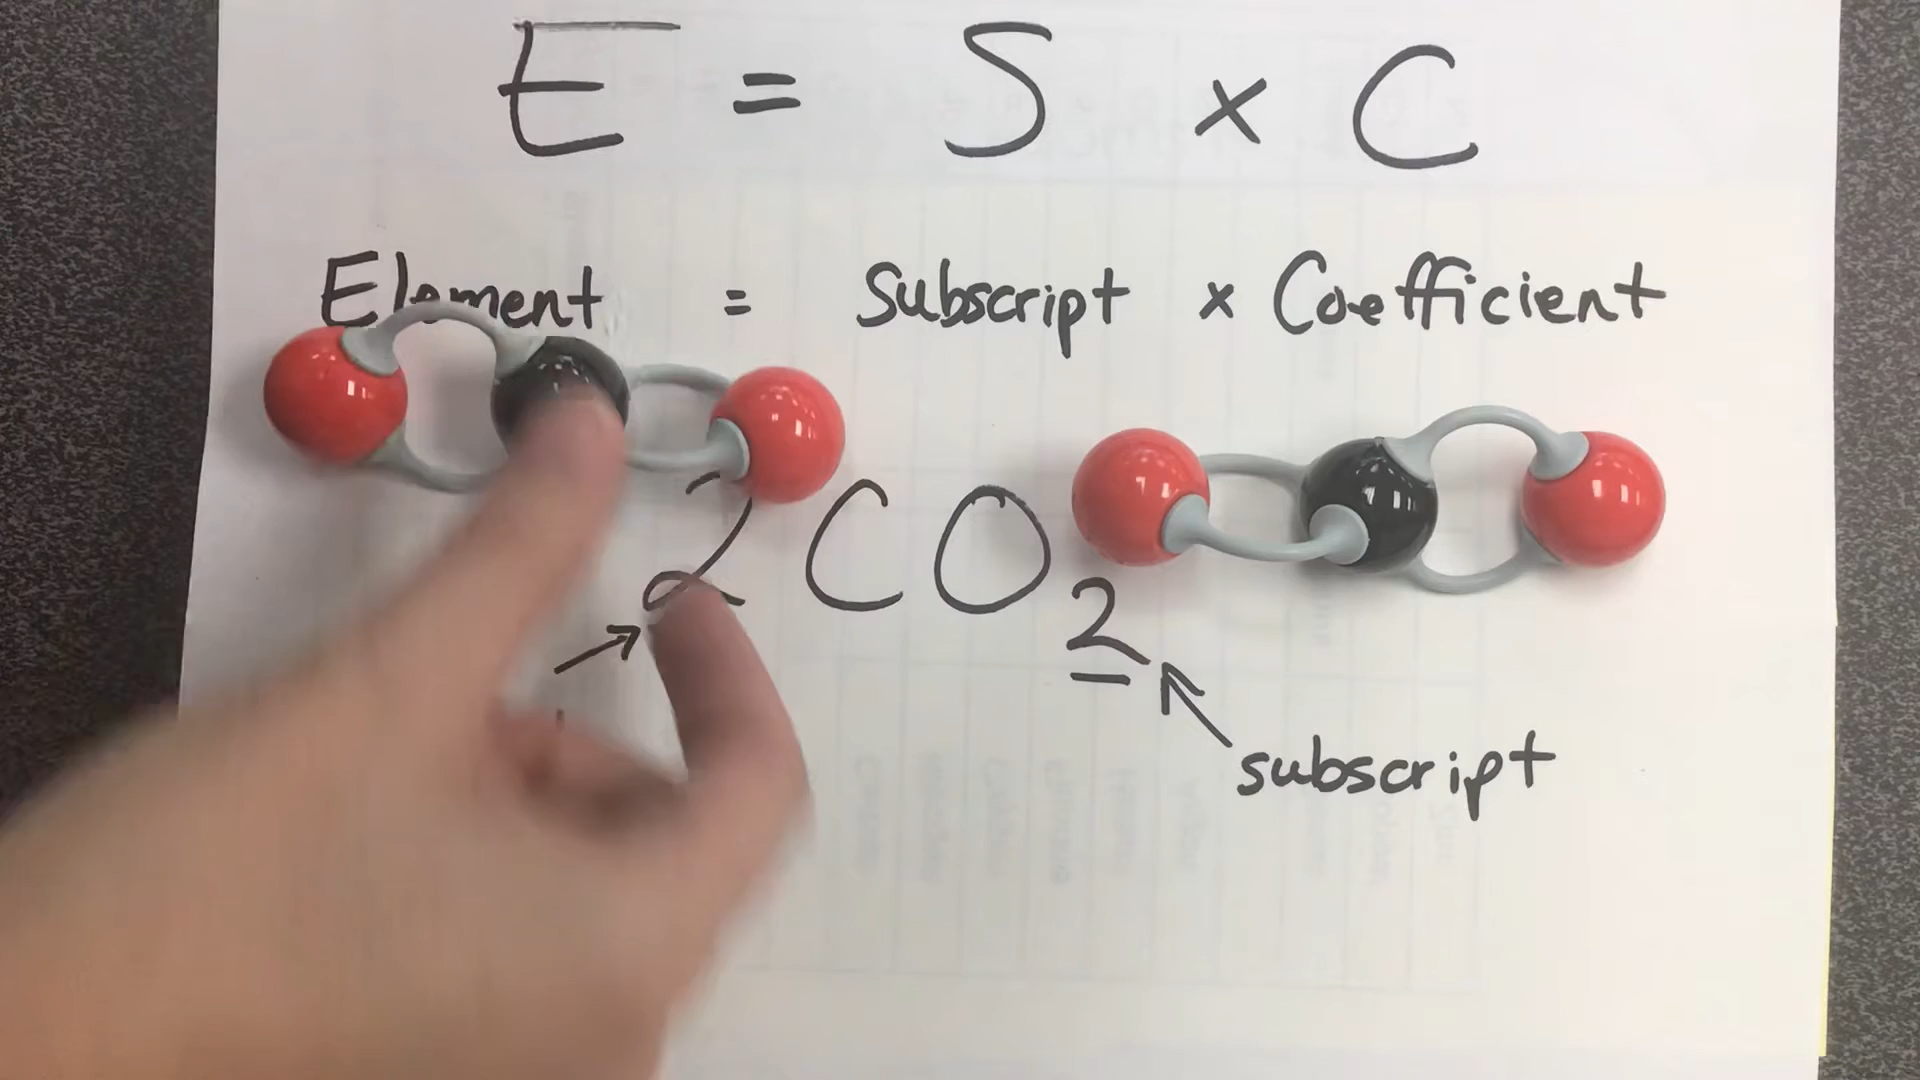 E = S x C
Element = Subscript x Coefficient
2CO2
subscript